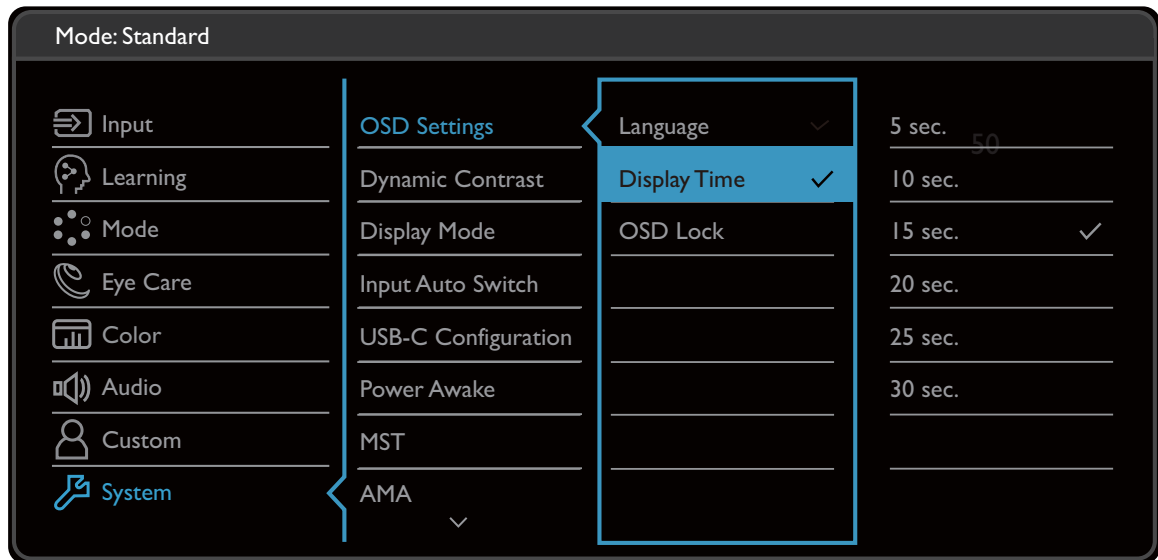 Mode: Standard
Input
Learning
Mode
Eye Care
Color
Audio
Custom
System
OSD Settings
Dynamic Contrast
Display Mode
Input Auto Switch
USB-C Configuration
Power Awake
MST
AMA
Language
Display Time
OSD Lock
5 sec.
50
10 sec.
15 sec.
20 sec.
25 sec.
30 sec.